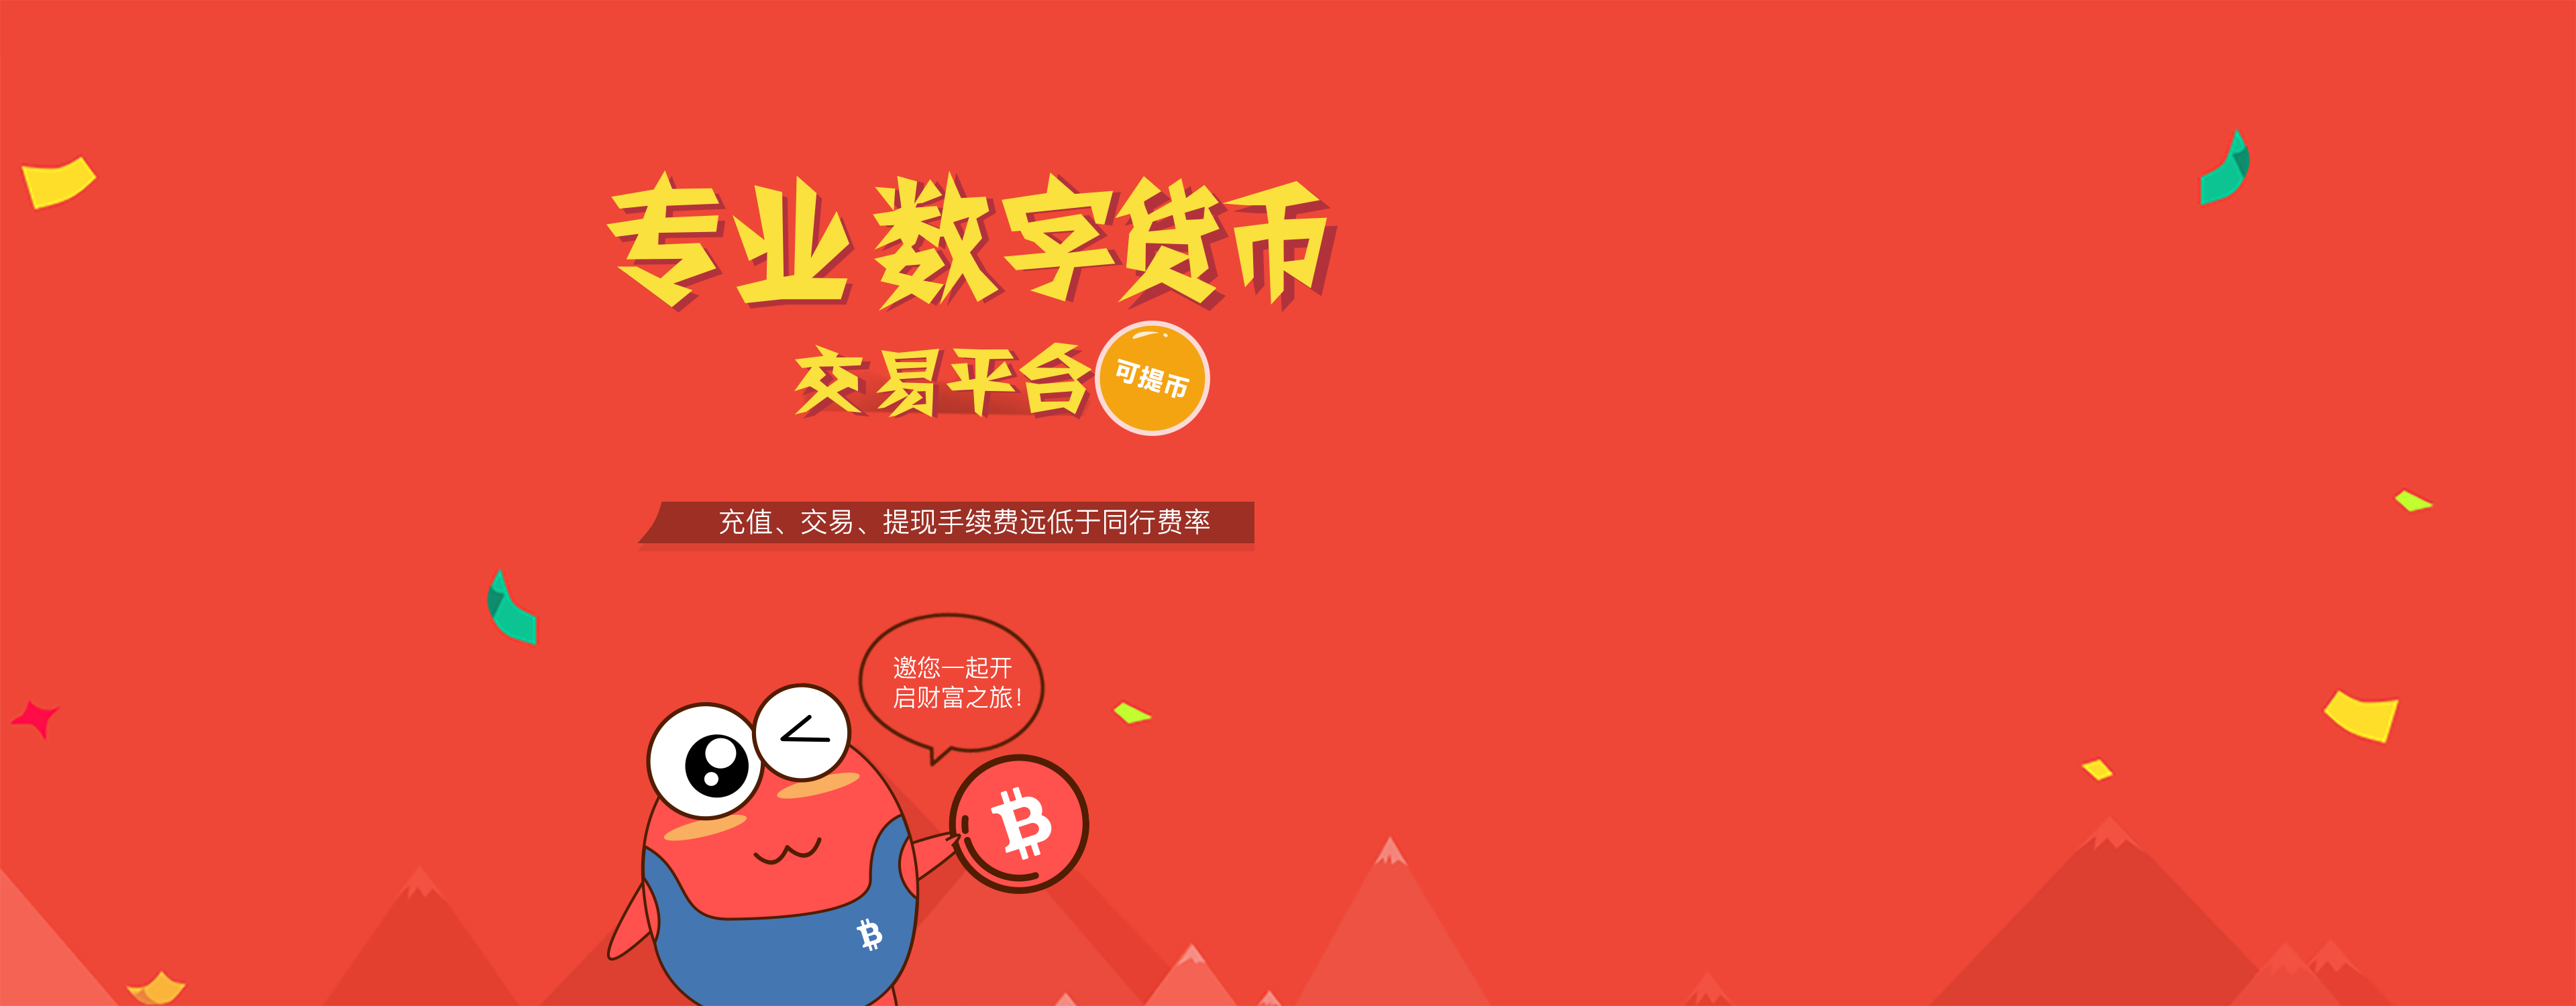 专业数字货币
交易平台
可提币
充值、交易、提现手续费远低于同行费率
邀您一起开
启财富之旅!